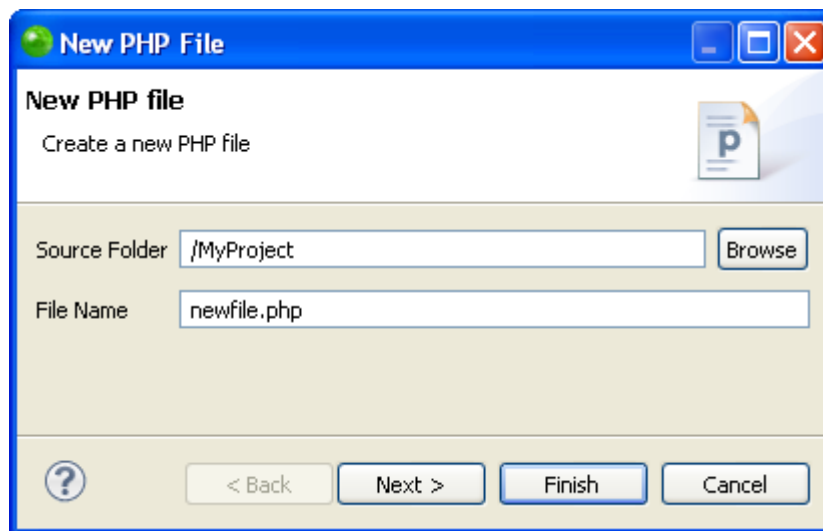 New PHP File
New PHP file
Create a new PHP file
p
Source Folder /MyProject Browse
File Name newfile.php
? < Back Next > Finish Cancel